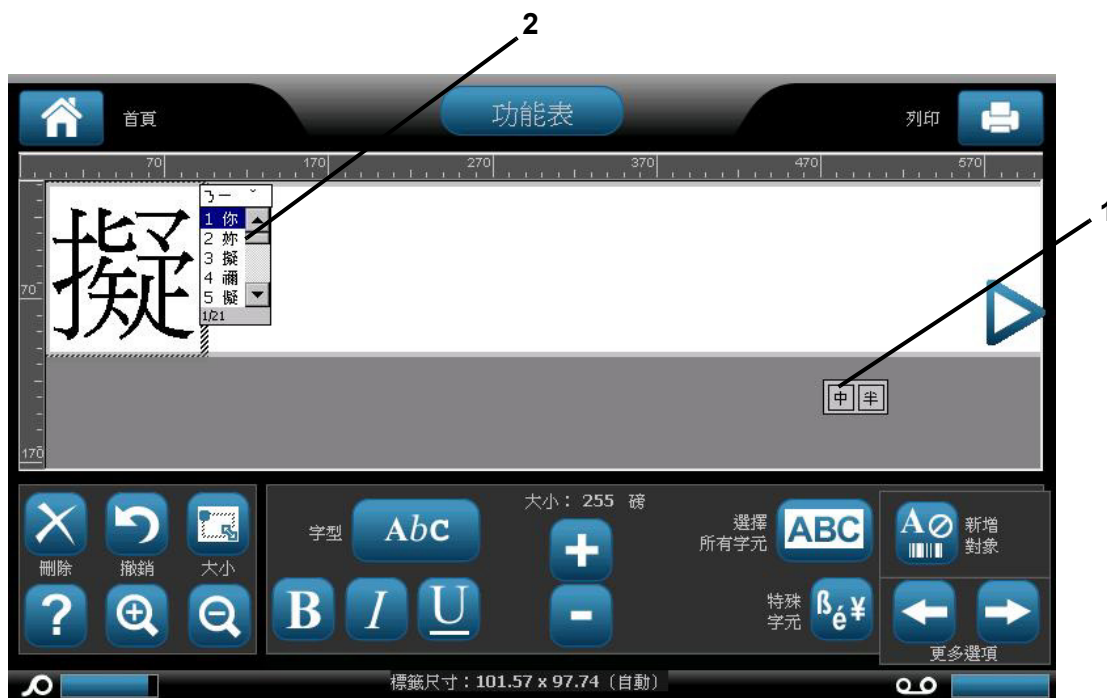 2
首頁
功能表
列印
70 170 270 370 470 570
ㄋㄧˇ
1 你
2 妳
3 擬
4 禰
5 儗
1/21
擬
1
70
中 半
170
大小： 255 磅
字型
AbC
選擇
所有字元
ABC
新增
對象
刪除
撤銷
大小
B I U
特殊
字元
ßé¥
?
更多選項
標籤尺寸：101.57 x 97.74（自動）